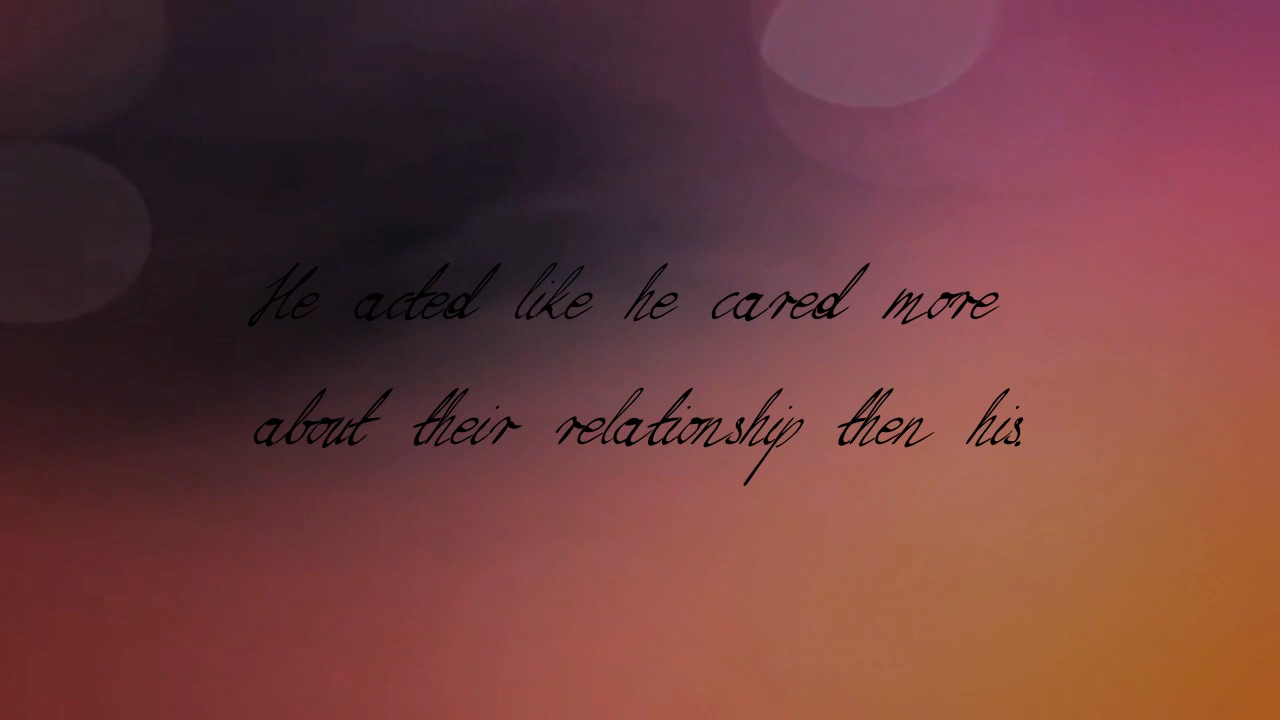 He acted like he cared more
about their relationship then his.